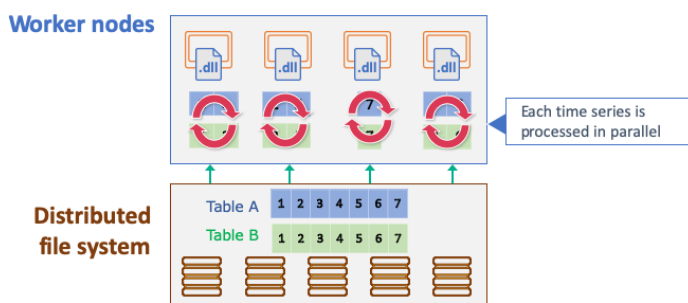 Worker nodes
.dll .dll .dll .dll
7
Each time series is
processed in parallel
Distributed
file system
Table A 1 2 3 4 5 6 7
Table B 1 2 3 4 5 6 7